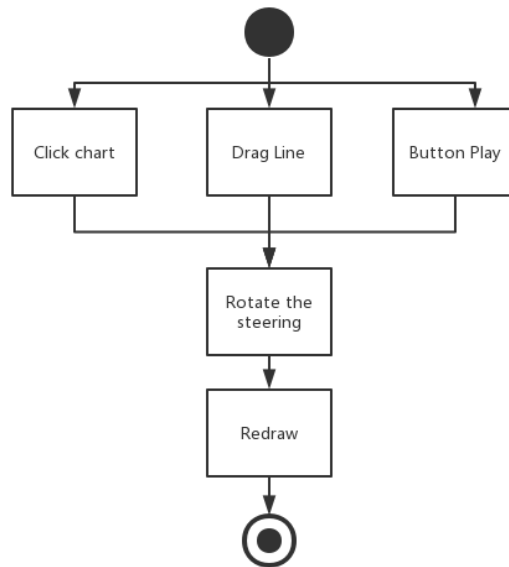 Click chart
Drag Line
Button Play
Rotate the
steering
Redraw